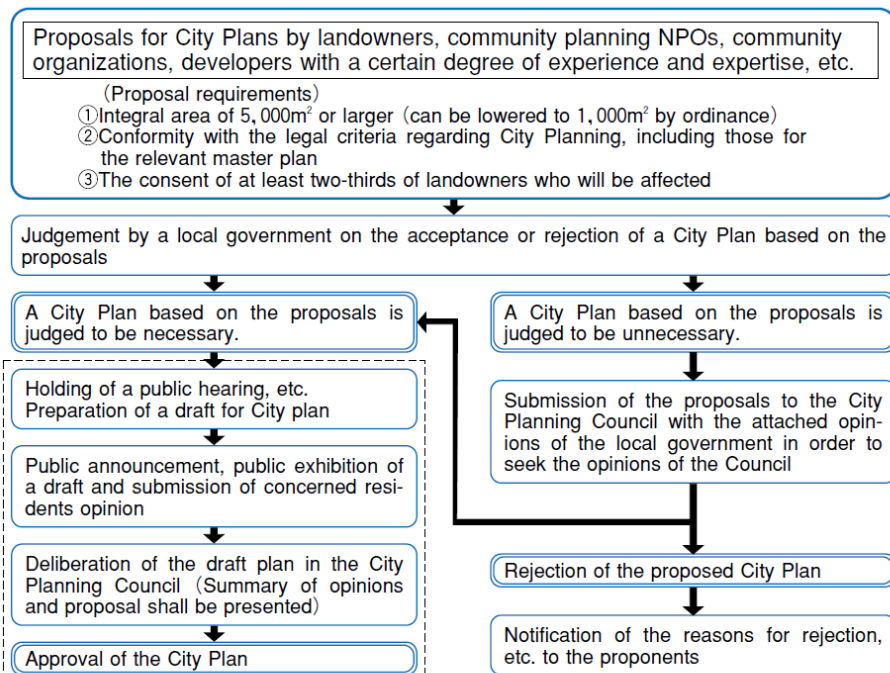 Proposals for City Plans by landowners, community planning NPOs, community
organizations, developers with a certain degree of experience and expertise, etc.
(Proposal requirements)
①Integral area of 5,000m² or larger (can be lowered to 1,000m² by ordinance)
②Conformity with the legal criteria regarding City Planning, including those for
the relevant master plan
③The consent of at least two-thirds of landowners who will be affected
Judgement by a local government on the acceptance or rejection of a City Plan based on the
proposals
A City Plan based on the proposals is
judged to be necessary.
A City Plan based on the proposals is
judged to be unnecessary.
Holding of a public hearing, etc.
Preparation of a draft for City plan
Submission of the proposals to the City
Planning Council with the attached opin-
ions of the local government in order to
seek the opinions of the Council
Public announcement, public exhibition of
a draft and submission of concerned resi-
dents opinion
Deliberation of the draft plan in the City
Planning Council (Summary of opinions
and proposal shall be presented)
Rejection of the proposed City Plan
Approval of the City Plan
Notification of the reasons for rejection,
etc. to the proponents